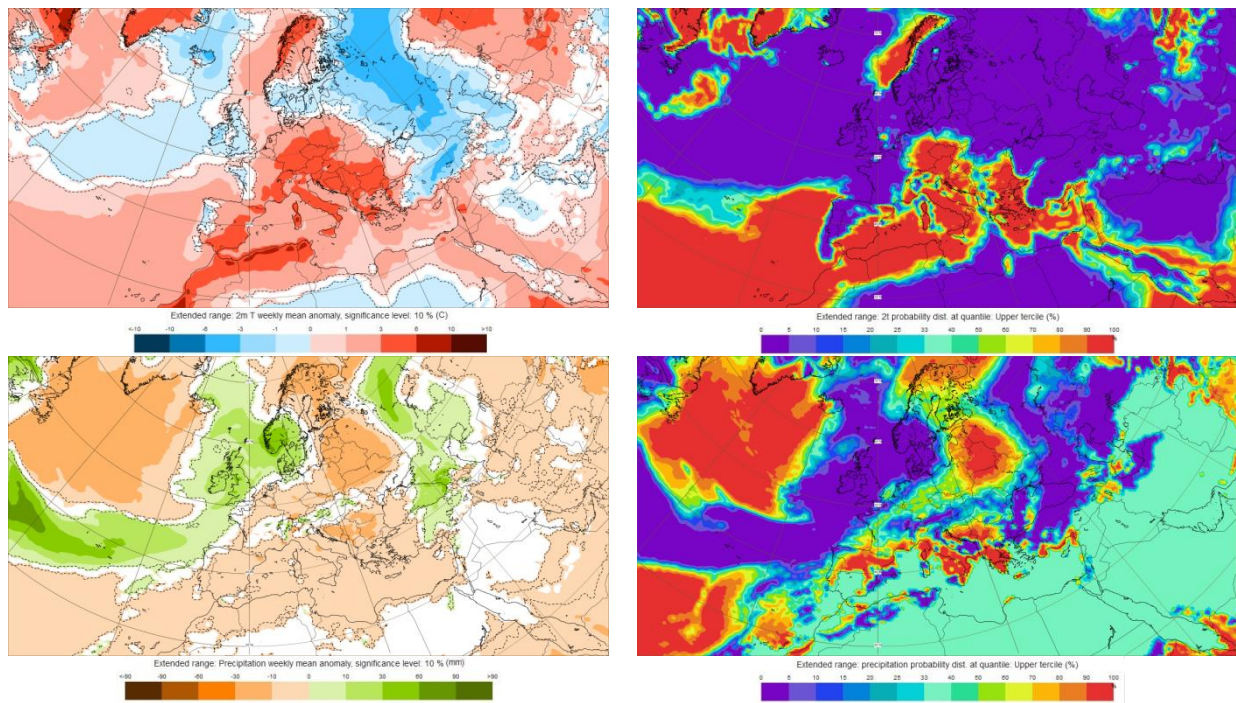 Extended range: 2m T weekly mean anomaly, significance level: 10 % (C)
<-10 -10 -6 -3 -1 0 1 3 6 10 >10
Extended range: 2t probability dist. at quantile: Upper tercile (%)
0 5 10 15 20 25 30 40 50 60 70 80 90 100
%
Extended range: Precipitation weekly mean anomaly, significance level: 10 % (mm)
<-90 -90 -60 -30 -10 0 10 30 60 90 >90
Extended range: precipitation probability dist. at quantile: Upper tercile (%)
0 5 10 15 20 25 30 40 50 60 70 80 90 100
%